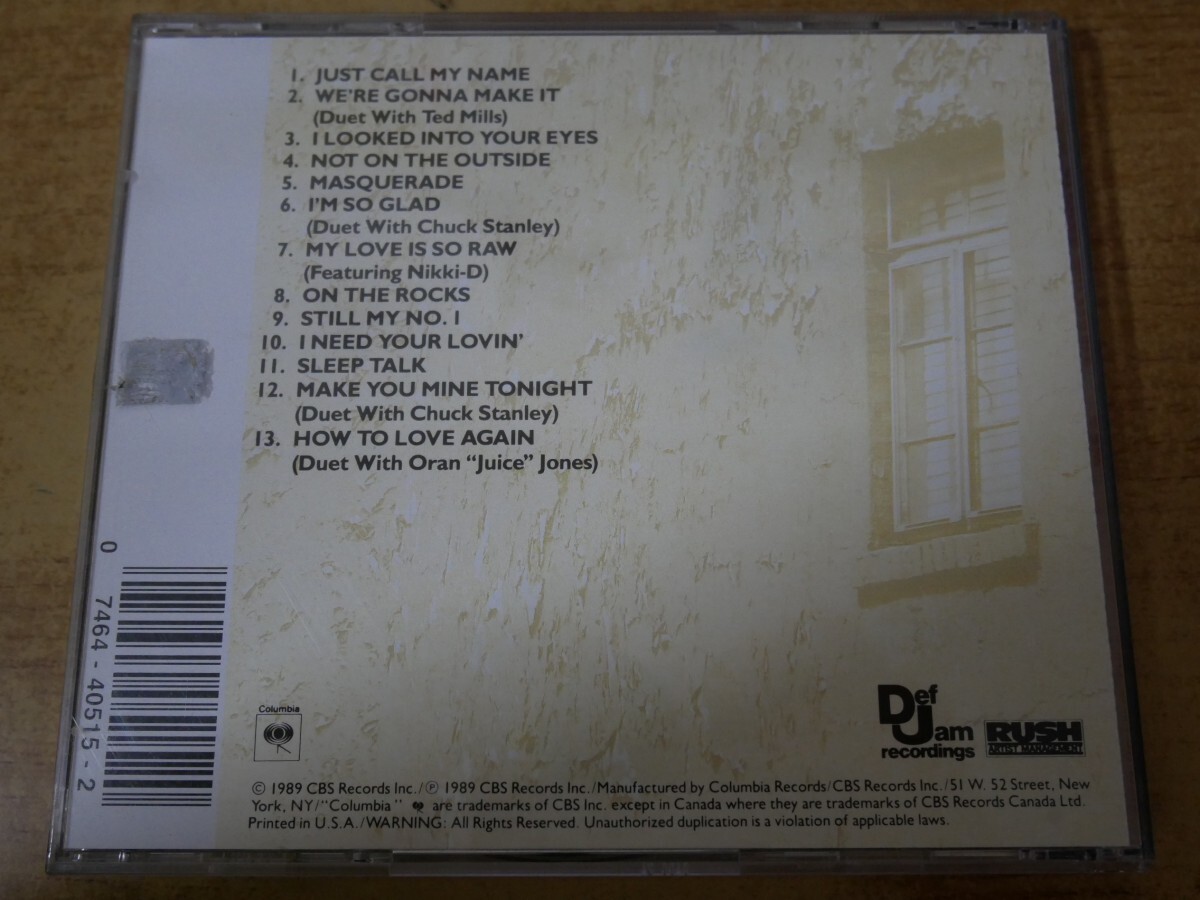 1. JUST CALL MY NAME
2. WE'RE GONNA MAKE IT
(Duet With Ted Mills)
3. I LOOKED INTO YOUR EYES
4. NOT ON THE OUTSIDE
5. MASQUERADE
6. I'M SO GLAD
(Duet With Chuck Stanley)
7. MY LOVE IS SO RAW
(Featuring Nikki-D)
8. ON THE ROCKS
9. STILL MY NO. 1
10. I NEED YOUR LOVIN'
11. SLEEP TALK
12. MAKE YOU MINE TONIGHT
(Duet With Chuck Stanley)
13. HOW TO LOVE AGAIN
(Duet With Oran “Juice” Jones)
0 7464-40515-2
Columbia
Def
Jam
recordings
RUSH
ARTIST MANAGEMENT
© 1989 CBS Records Inc./℗ 1989 CBS Records Inc./Manufactured by Columbia Records/CBS Records Inc./51 W. 52 Street, New
York, NY/“Columbia” are trademarks of CBS Inc. except in Canada where they are trademarks of CBS Records Canada Ltd.
Printed in U.S.A./WARNING: All Rights Reserved. Unauthorized duplication is a violation of applicable laws.